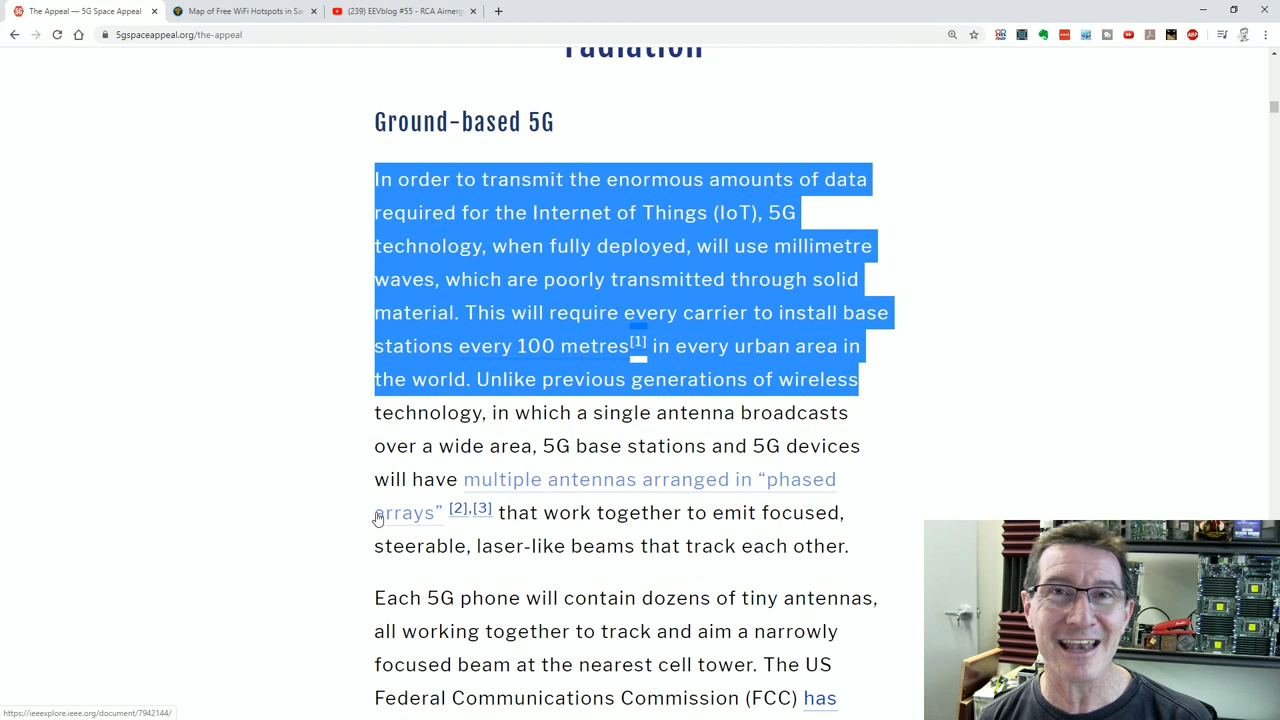 The Appeal — 5G Space Appeal
Map of Free WiFi Hotspots in Sa
(239) EEVblog #55 - RCA Airnerg
5gspaceappeal.org/the-appeal
radiation
Ground-based 5G
In order to transmit the enormous amounts of data
required for the Internet of Things (IoT), 5G
technology, when fully deployed, will use millimetre
waves, which are poorly transmitted through solid
material. This will require every carrier to install base
stations every 100 metres[1] in every urban area in
the world. Unlike previous generations of wireless
technology, in which a single antenna broadcasts
over a wide area, 5G base stations and 5G devices
will have multiple antennas arranged in “phased
arrays” [2],[3] that work together to emit focused,
steerable, laser-like beams that track each other.
Each 5G phone will contain dozens of tiny antennas,
all working together to track and aim a narrowly
focused beam at the nearest cell tower. The US
Federal Communications Commission (FCC) has
https://ieeexplore.ieee.org/document/7942144/